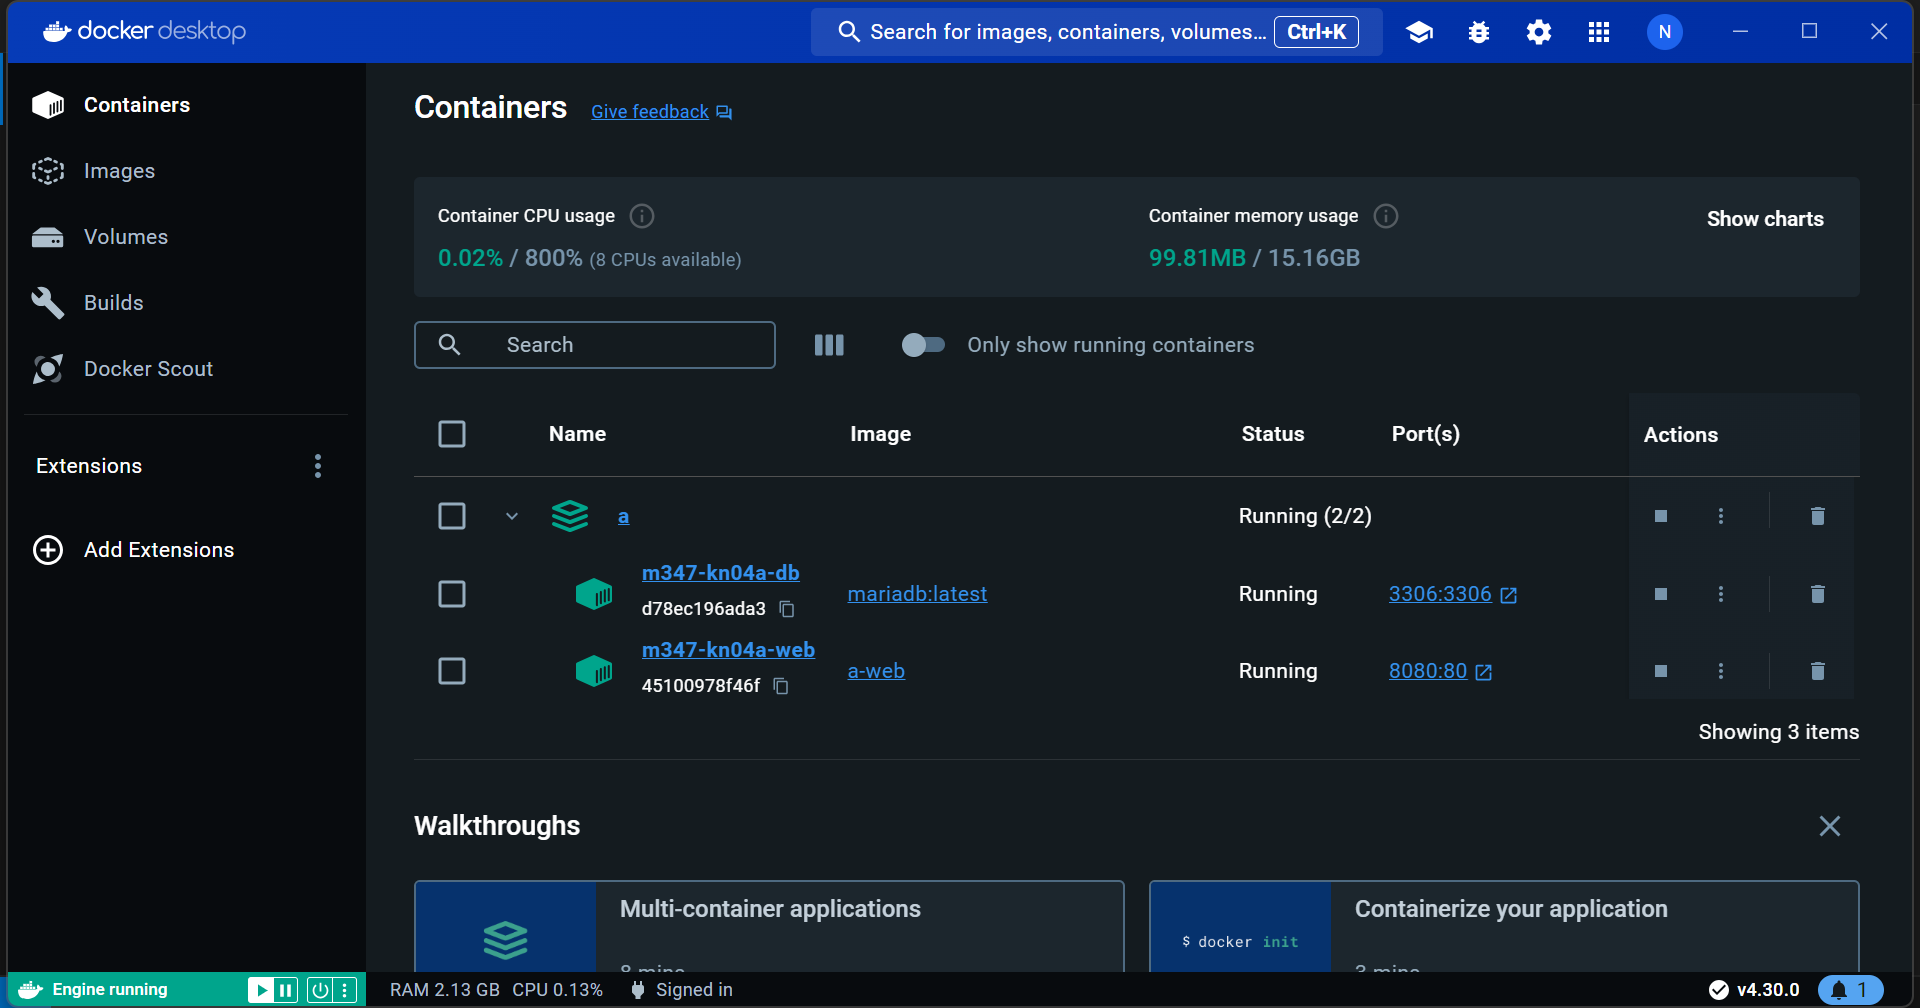 docker desktop
Search for images, containers, volumes... Ctrl+K
N
Containers
Images
Volumes
Builds
Docker Scout
Extensions
Add Extensions
Containers Give feedback
Container CPU usage
0.02% / 800% (8 CPUs available)
Container memory usage
99.81MB / 15.16GB
Show charts
Search
Only show running containers
Name Image Status Port(s) Actions
a Running (2/2)
m347-kn04a-db
d78ec196ada3
mariadb:latest Running 3306:3306
m347-kn04a-web
45100978f46f
a-web Running 8080:80
Showing 3 items
Walkthroughs
Multi-container applications
8 mins
$ docker init
Containerize your application
3 mins
Engine running
RAM 2.13 GB CPU 0.13% Signed in
v4.30.0
1